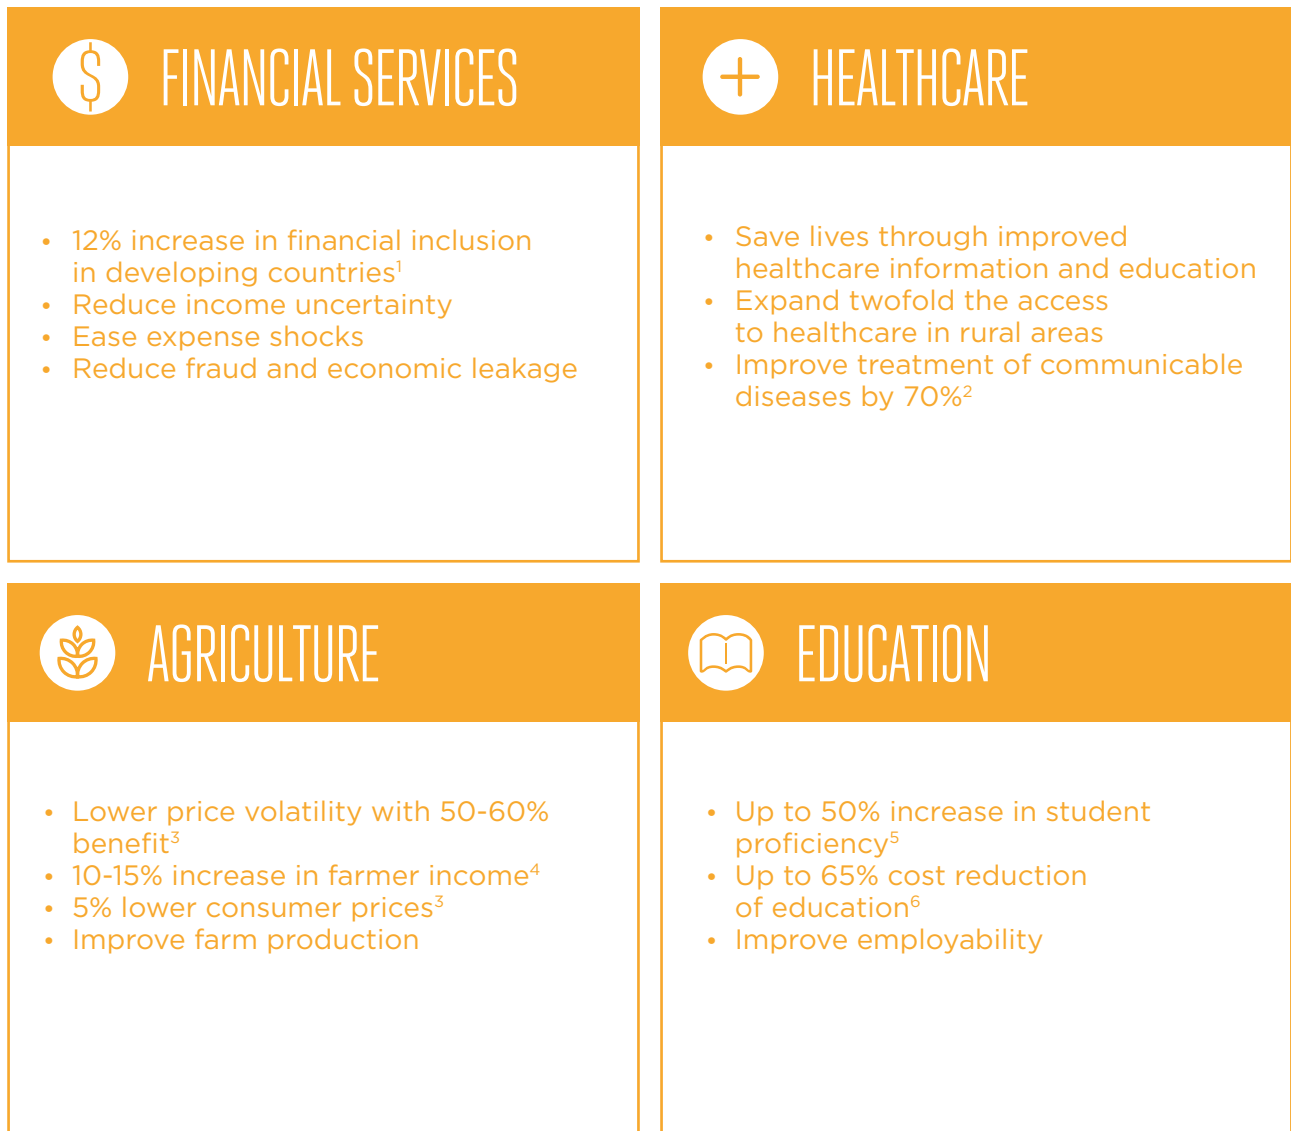 FINANCIAL SERVICES
• 12% increase in financial inclusion
in developing countries¹
• Reduce income uncertainty
• Ease expense shocks
• Reduce fraud and economic leakage
HEALTHCARE
• Save lives through improved
healthcare information and education
• Expand twofold the access
to healthcare in rural areas
• Improve treatment of communicable
diseases by 70%²
AGRICULTURE
• Lower price volatility with 50-60%
benefit³
• 10-15% increase in farmer income⁴
• 5% lower consumer prices³
• Improve farm production
EDUCATION
• Up to 50% increase in student
proficiency⁵
• Up to 65% cost reduction
of education⁶
• Improve employability